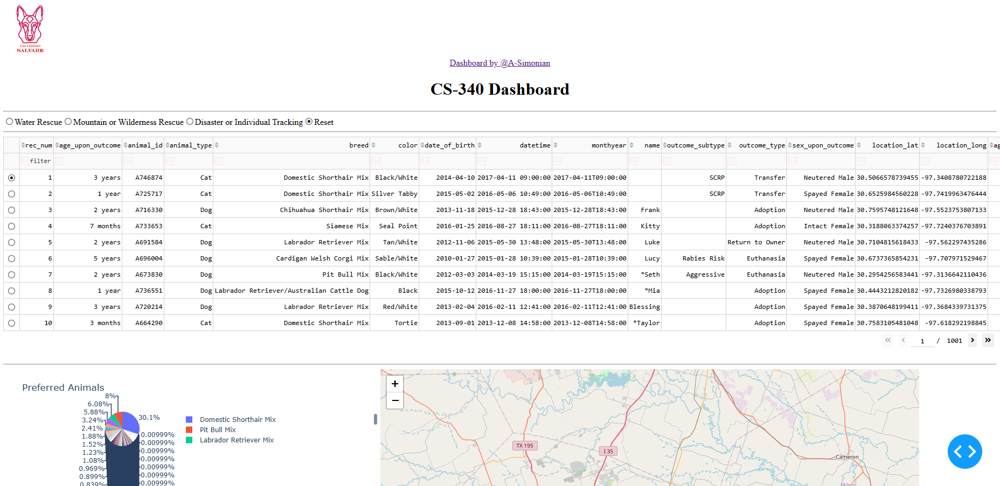 GRAZIOSO
SALVARE
Dashboard by @A-Simonian
CS-340 Dashboard
Water Rescue Mountain or Wilderness Rescue Disaster or Individual Tracking Reset
rec_num age_upon_outcome animal_id animal_type breed color date_of_birth datetime monthyear name outcome_subtype outcome_type sex_upon_outcome location_lat location_long ag
Aa filter Aa Aa Aa Aa Aa Aa Aa Aa Aa Aa Aa Aa Aa Aa Aa
1 3 years A746874 Cat Domestic Shorthair Mix Black/White 2014-04-10 2017-04-11 09:00:00 2017-04-11T09:00:00 SCRP Transfer Neutered Male 30.5066578739455 -97.3408780722188
2 1 year A725717 Cat Domestic Shorthair Mix Silver Tabby 2015-05-02 2016-05-06 10:49:00 2016-05-06T10:49:00 SCRP Transfer Spayed Female 30.6525984560228 -97.7419963476444
3 2 years A716330 Dog Chihuahua Shorthair Mix Brown/White 2013-11-18 2015-12-28 18:43:00 2015-12-28T18:43:00 Frank Adoption Neutered Male 30.7595748121648 -97.5523753807133
4 7 months A733653 Cat Siamese Mix Seal Point 2016-01-25 2016-08-27 18:11:00 2016-08-27T18:11:00 Kitty Adoption Intact Female 30.3188063374257 -97.7240376703891
5 2 years A691584 Dog Labrador Retriever Mix Tan/White 2012-11-06 2015-05-30 13:48:00 2015-05-30T13:48:00 Luke Return to Owner Neutered Male 30.7104815618433 -97.562297435286
6 5 years A696004 Dog Cardigan Welsh Corgi Mix Sable/White 2010-01-27 2015-01-28 10:39:00 2015-01-28T10:39:00 Lucy Rabies Risk Euthanasia Spayed Female 30.6737365854231 -97.707971529467
7 2 years A673830 Dog Pit Bull Mix Black/White 2012-03-03 2014-03-19 15:15:00 2014-03-19T15:15:00 *Seth Aggressive Euthanasia Neutered Male 30.2954256583441 -97.3136642110436
8 1 year A736551 Dog Labrador Retriever/Australian Cattle Dog Black 2015-10-12 2016-11-27 18:00:00 2016-11-27T18:00:00 *Mia Adoption Spayed Female 30.4443212820182 -97.7326980338793
9 3 years A720214 Dog Labrador Retriever Mix Red/White 2013-02-04 2016-02-11 12:41:00 2016-02-11T12:41:00 Blessing Adoption Spayed Female 30.3870648199411 -97.3684339731375
10 3 months A664290 Cat Domestic Shorthair Mix Tortie 2013-09-01 2013-12-08 14:58:00 2013-12-08T14:58:00 *Taylor Adoption Spayed Female 30.7583105481048 -97.618292198845
1 / 1001
Preferred Animals
8%
6.08%
5.88%
3.24%
2.41%
1.88%
1.52%
1.23%
1.08%
0.969%
0.899%
0.839%
30.1%
0.00999%
0.00999%
0.00999%
0.00999%
0.00999%
0.00999%
0.00999%
Domestic Shorthair Mix
Pit Bull Mix
Labrador Retriever Mix
+
−
TX 195
I 35
Cameron
Milam